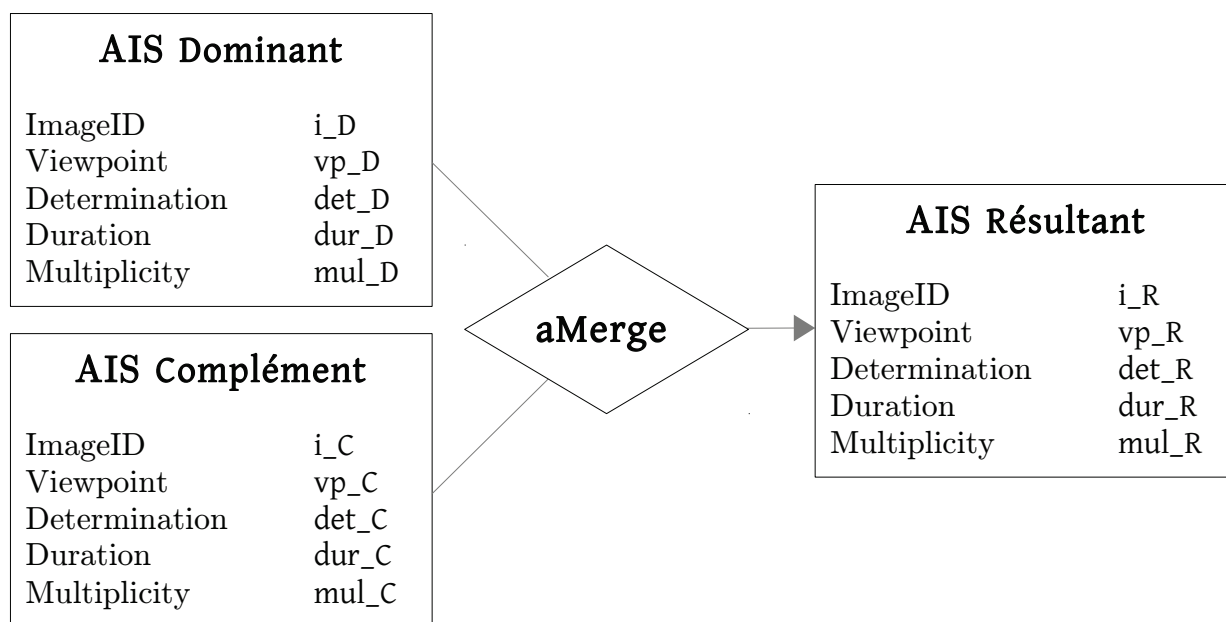 AIS Dominant
ImageID i_D
Viewpoint vp_D
Determination det_D
Duration dur_D
Multiplicity mul_D
AIS Complément
ImageID i_C
Viewpoint vp_C
Determination det_C
Duration dur_C
Multiplicity mul_C
aMerge
AIS Résultant
ImageID i_R
Viewpoint vp_R
Determination det_R
Duration dur_R
Multiplicity mul_R